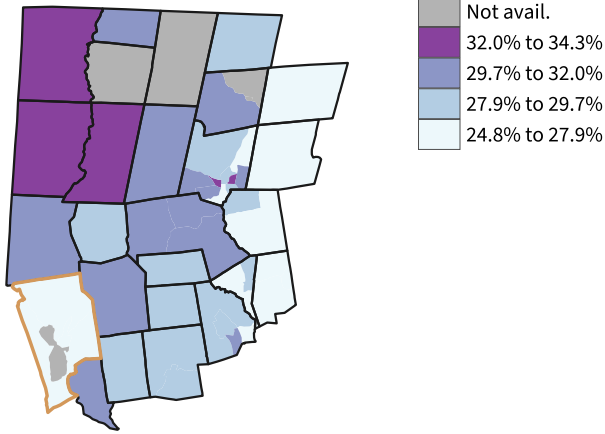 Not avail.
32.0% to 34.3%
29.7% to 32.0%
27.9% to 29.7%
24.8% to 27.9%